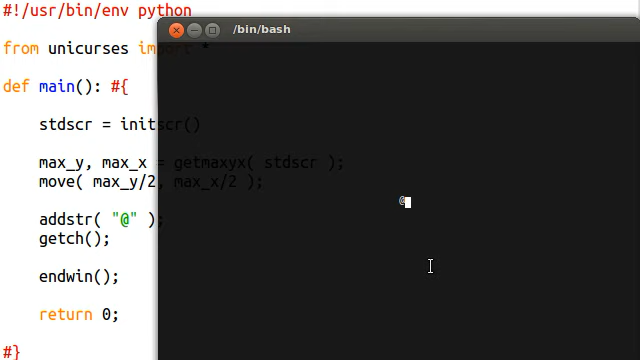 #!/usr/bin/env python
/bin/bash
from unicurses import *
def main(): #{
stdscr = initscr()
max_y, max_x = getmaxyx( stdscr );
move( max_y/2, max_x/2 );
@
addstr( "@" );
getch();
endwin();
return 0;
#}